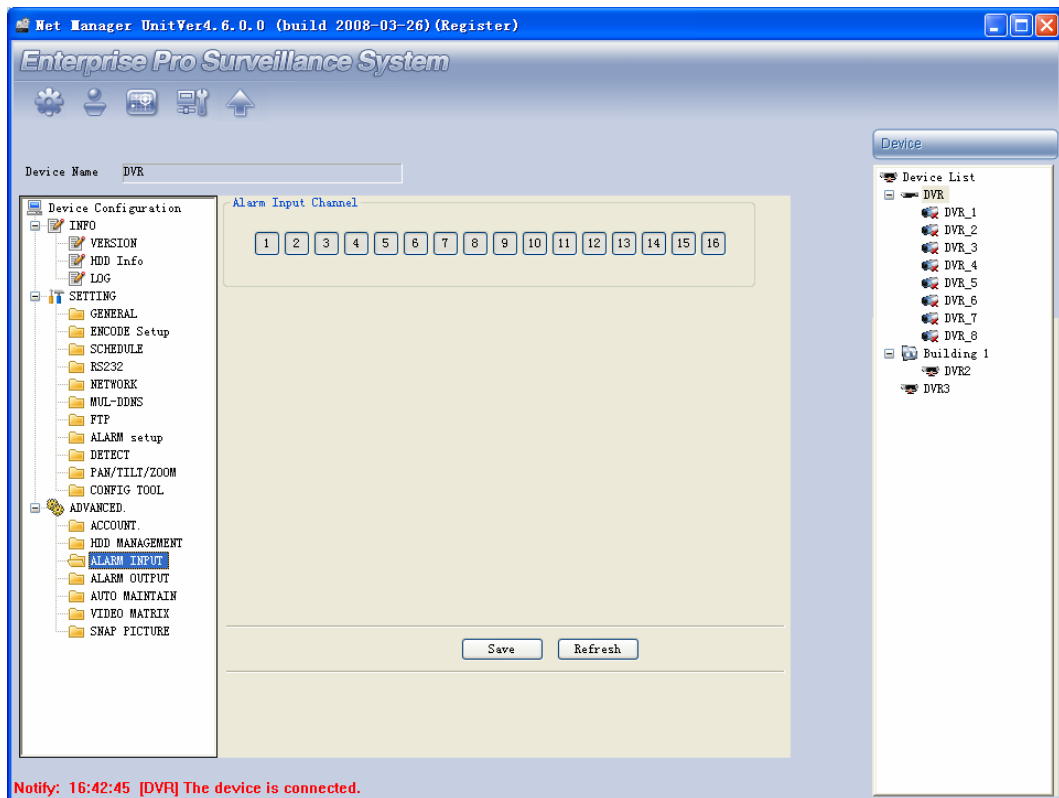 Net Manager UnitVer4.6.0.0 (build 2008-03-26)(Register)
Enterprise Pro Surveillance System
Device Name DVR
Device Configuration
INFO
VERSION
HDD Info
LOG
SETTING
GENERAL
ENCODE Setup
SCHEDULE
RS232
NETWORK
MUL-DDNS
FTP
ALARM setup
DETECT
PAN/TILT/ZOOM
CONFIG TOOL
ADVANCED.
ACCOUNT.
HDD MANAGEMENT
ALARM INPUT
ALARM OUTPUT
AUTO MAINTAIN
VIDEO MATRIX
SNAP PICTURE
Alarm Input Channel
1 2 3 4 5 6 7 8 9 10 11 12 13 14 15 16
Save Refresh
Device
Device List
DVR
DVR_1
DVR_2
DVR_3
DVR_4
DVR_5
DVR_6
DVR_7
DVR_8
Building 1
DVR2
DVR3
Notify: 16:42:45 [DVR] The device is connected.